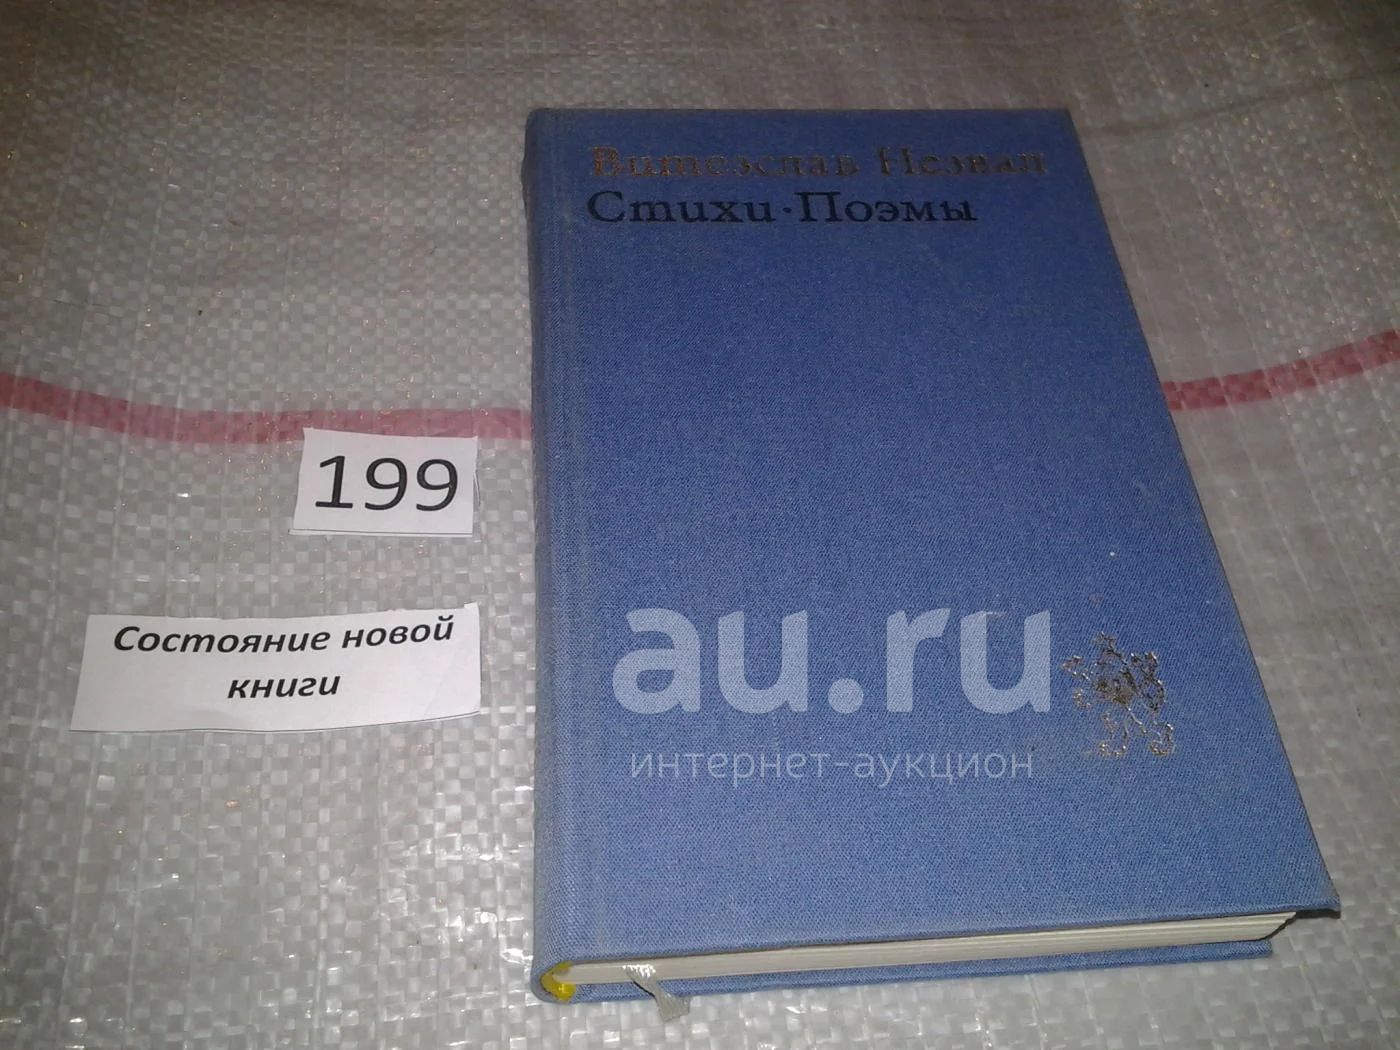 Витезслав Незвал
Стихи · Поэмы
199
Состояние новой
книги
au.ru
интернет-аукцион